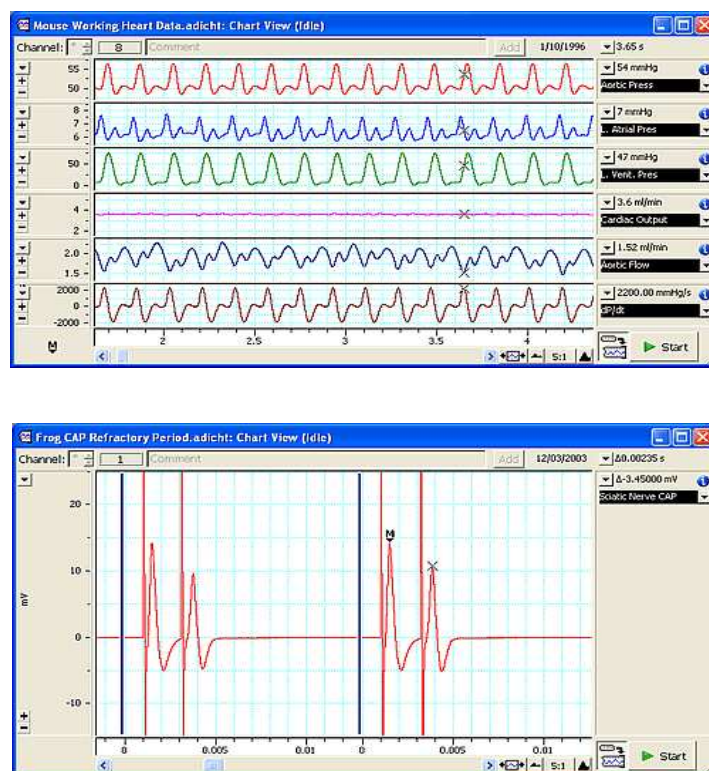 Mouse Working Heart Data.adicht: Chart View (Idle)
Channel: 8 Comment Add 1/10/1996 3.65 s
55
50
54 mmHg
Aortic Press
8
7
6
7 mmHg
L. Atrial Pres
50
0
47 mmHg
L. Vent. Pres
4
2
3.6 ml/min
Cardiac Output
2.0
1.5
1.52 ml/min
Aortic Flow
2000
0
-2000
2200.00 mmHg/s
dP/dt
M 2 2.5 3 3.5 4
5:1 Start
Frog CAP Refractory Period.adicht: Chart View (Idle)
Channel: 1 Comment Add 12/03/2003 Δ0.00235 s
Δ-3.45000 mV
Sciatic Nerve CAP
20
M
10
mV
0
-10
0 0.005 0.01 0 0.005 0.01
5:1 Start